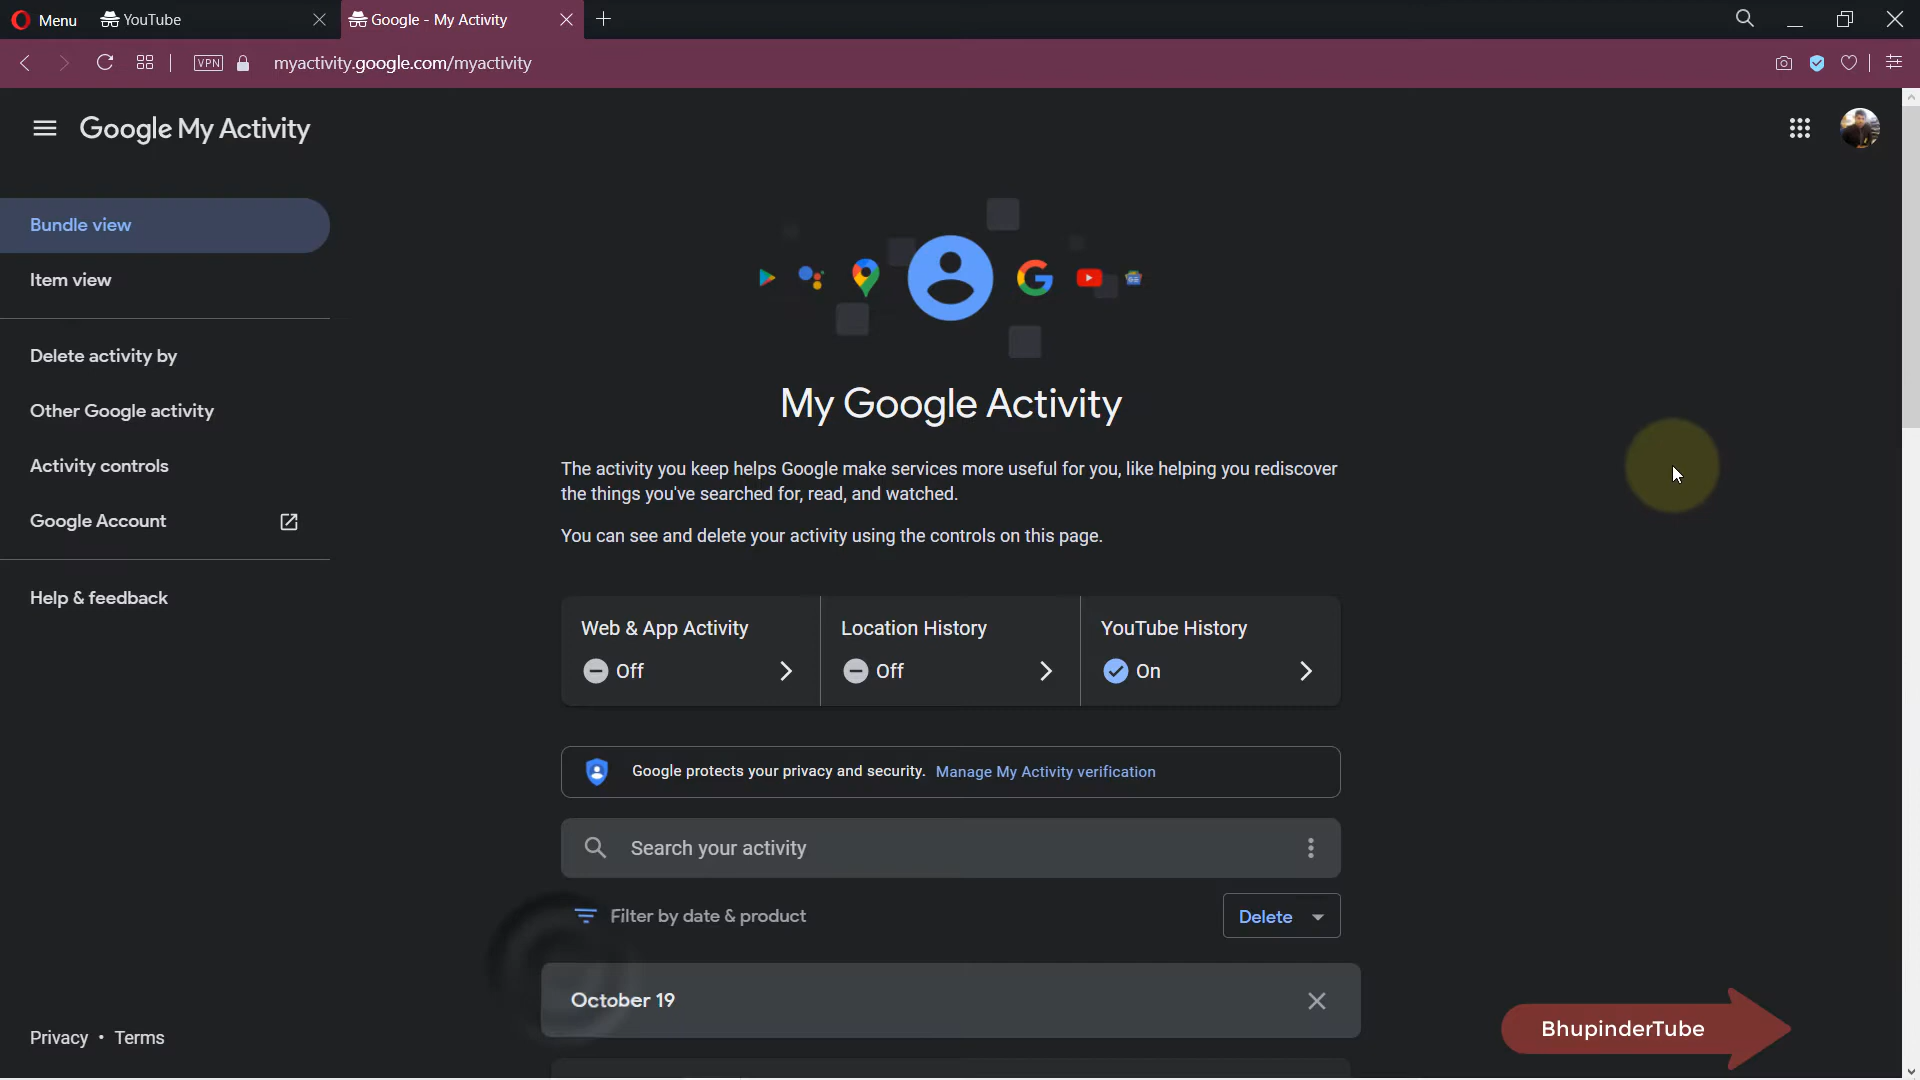 Menu
YouTube
Google - My Activity
VPN
myactivity.google.com/myactivity
Google My Activity
Bundle view
Item view
Delete activity by
Other Google activity
Activity controls
Google Account
Help & feedback
My Google Activity
The activity you keep helps Google make services more useful for you, like helping you rediscover
the things you've searched for, read, and watched.
You can see and delete your activity using the controls on this page.
Web & App Activity
Off
Location History
Off
YouTube History
On
Google protects your privacy and security. Manage My Activity verification
Search your activity
Filter by date & product
Delete
October 19
Privacy • Terms
BhupinderTube